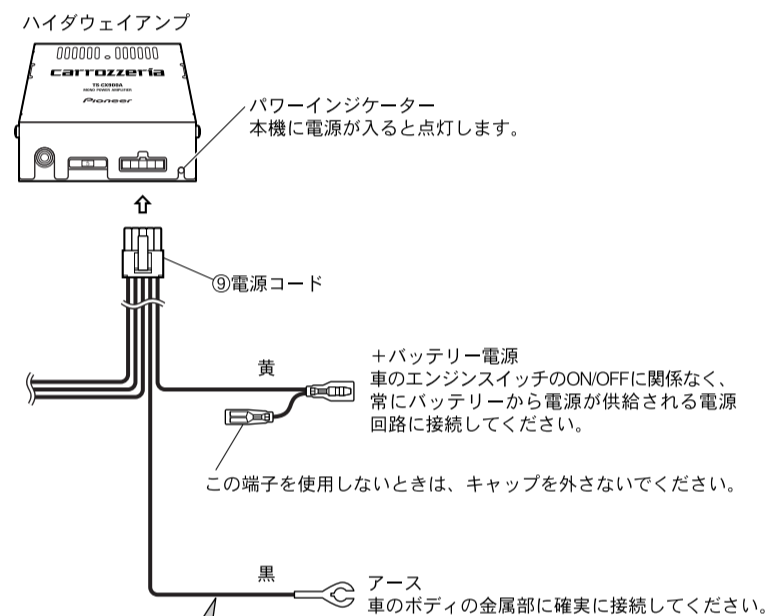 ハイダウェイアンプ
carrozzeria
TS-CX900A
MONO POWER AMPLIFIER
Pioneer
パワーインジケーター
本機に電源が入ると点灯します。
⑨電源コード
黄
+バッテリー電源
車のエンジンスイッチのON/OFFに関係なく、
常にバッテリーから電源が供給される電源
回路に接続してください。
この端子を使用しないときは、キャップを外さないでください。
黒
アース
車のボディの金属部に確実に接続してください。